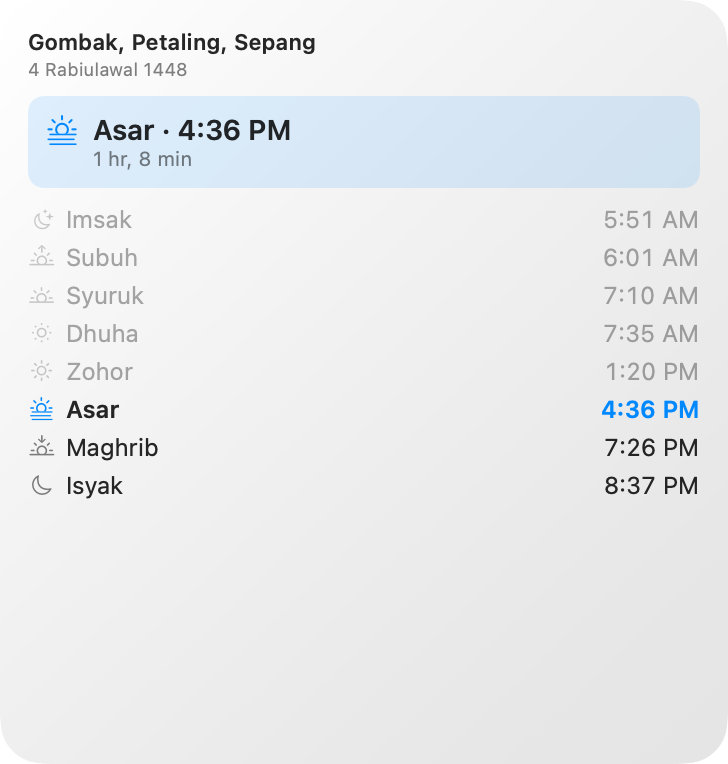 Gombak, Petaling, Sepang
4 Rabiulawal 1448
Asar · 4:36 PM
1 hr, 8 min
Imsak 5:51 AM
Subuh 6:01 AM
Syuruk 7:10 AM
Dhuha 7:35 AM
Zohor 1:20 PM
Asar 4:36 PM
Maghrib 7:26 PM
Isyak 8:37 PM